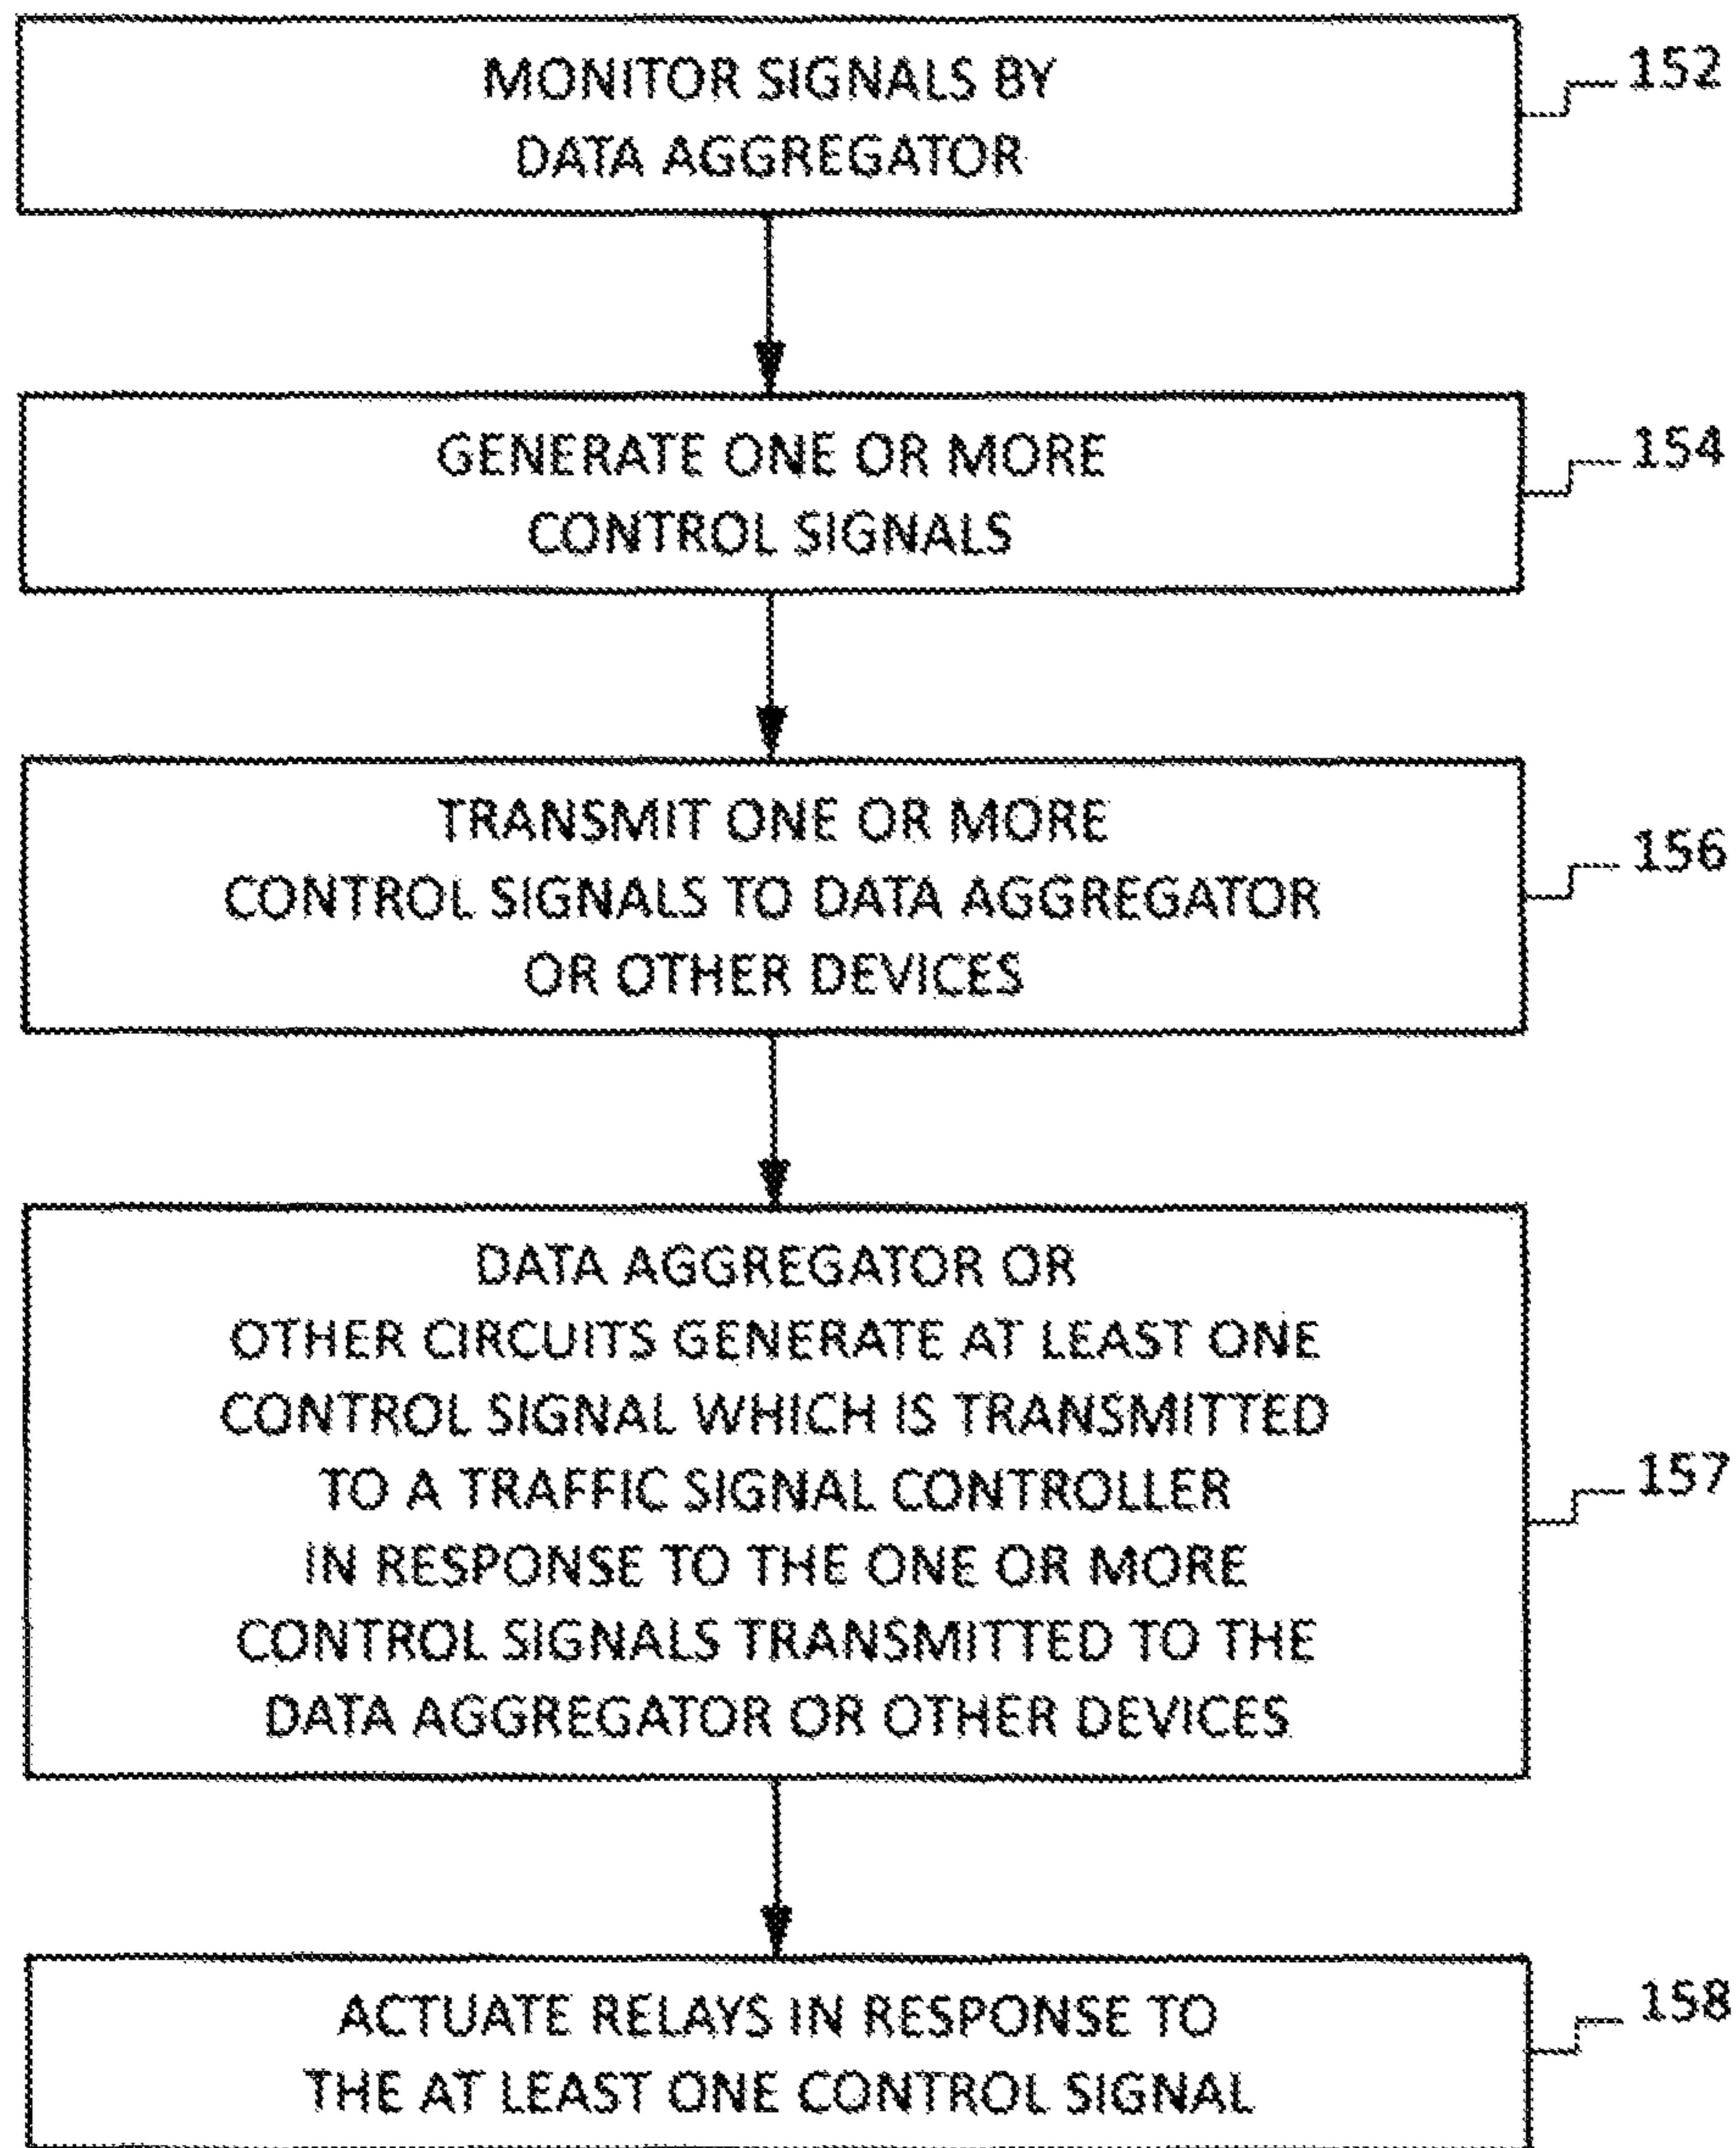 MONITOR SIGNALS BY
DATA AGGREGATOR
152
GENERATE ONE OR MORE
CONTROL SIGNALS
154
TRANSMIT ONE OR MORE
CONTROL SIGNALS TO DATA AGGREGATOR
OR OTHER DEVICES
156
DATA AGGREGATOR OR
OTHER CIRCUITS GENERATE AT LEAST ONE
CONTROL SIGNAL WHICH IS TRANSMITTED
TO A TRAFFIC SIGNAL CONTROLLER
IN RESPONSE TO THE ONE OR MORE
CONTROL SIGNALS TRANSMITTED TO THE
DATA AGGREGATOR OR OTHER DEVICES
157
ACTUATE RELAYS IN RESPONSE TO
THE AT LEAST ONE CONTROL SIGNAL
158